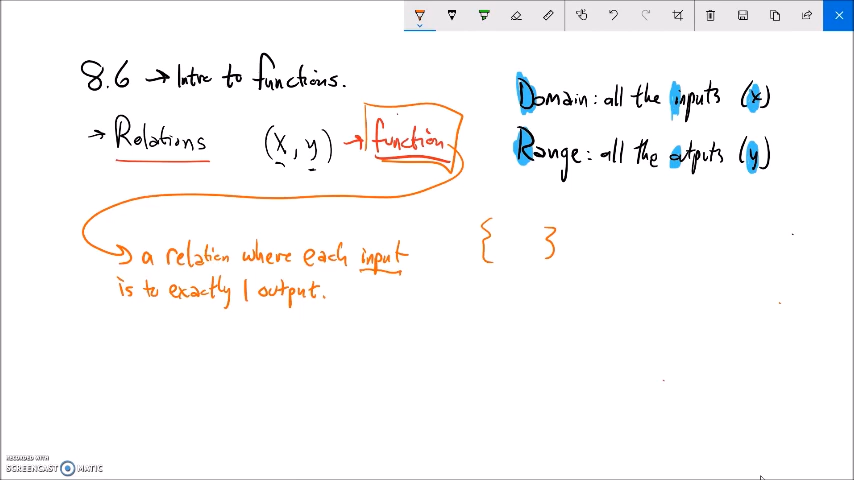 8.6 → Intro to functions.
→ Relations (x, y) → function
Domain: all the inputs (x)
Range: all the otputs (y)
→ a relation where each input
is to exactly 1 output.
{ }
RECORDED WITH
SCREENCAST MATIC